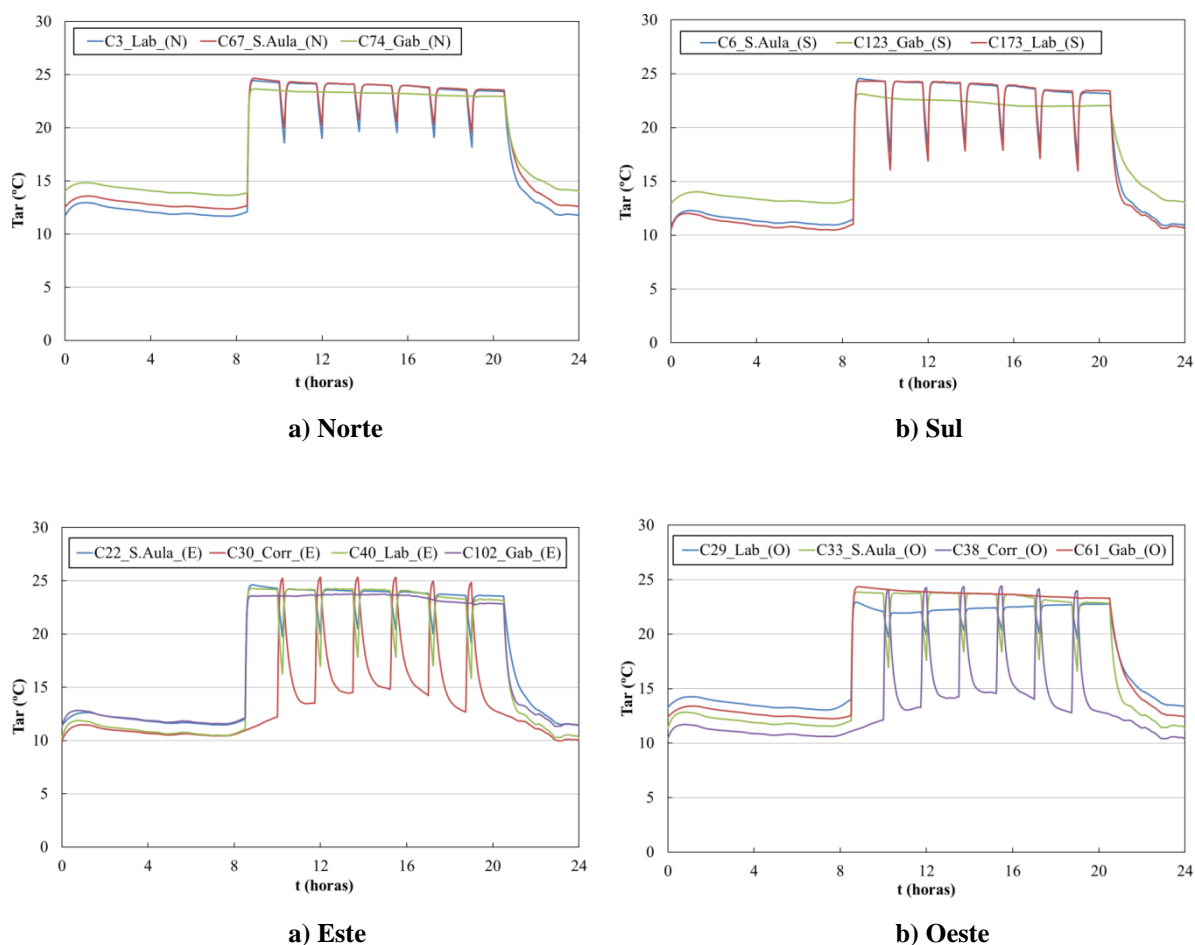 30
25
20
15
10
5
0
Tar (ºC)
C3_Lab_(N) C67_S.Aula_(N) C74_Gab_(N)
0 4 8 12 16 20 24
t (horas)
a) Norte
30
25
20
15
10
5
0
Tar (ºC)
C6_S.Aula_(S) C123_Gab_(S) C173_Lab_(S)
0 4 8 12 16 20 24
t (horas)
b) Sul
30
25
20
15
10
5
0
Tar (ºC)
C22_S.Aula_(E) C30_Corr_(E) C40_Lab_(E) C102_Gab_(E)
0 4 8 12 16 20 24
t (horas)
a) Este
30
25
20
15
10
5
0
Tar (ºC)
C29_Lab_(O) C33_S.Aula_(O) C38_Corr_(O) C61_Gab_(O)
0 4 8 12 16 20 24
t (horas)
b) Oeste